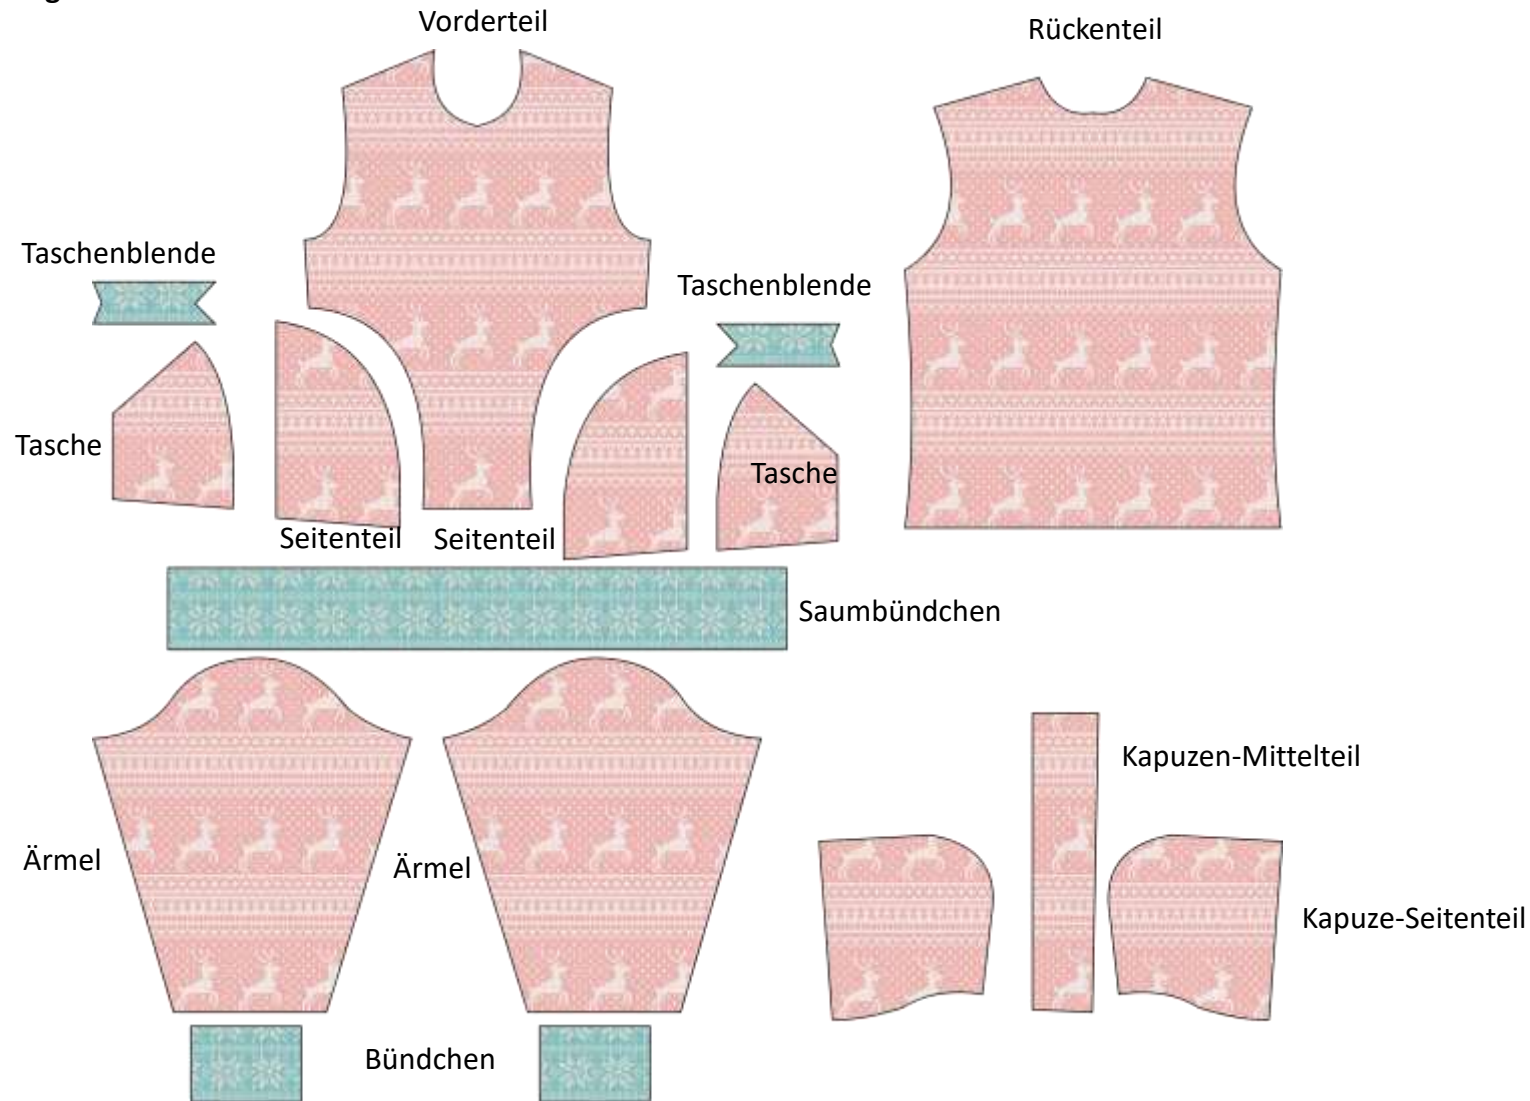 Vorderteil
Rückenteil
Taschenblende
Taschenblende
Tasche
Tasche
Seitenteil
Seitenteil
Saumbündchen
Kapuzen-Mittelteil
Ärmel
Ärmel
Kapuze-Seitenteil
Bündchen